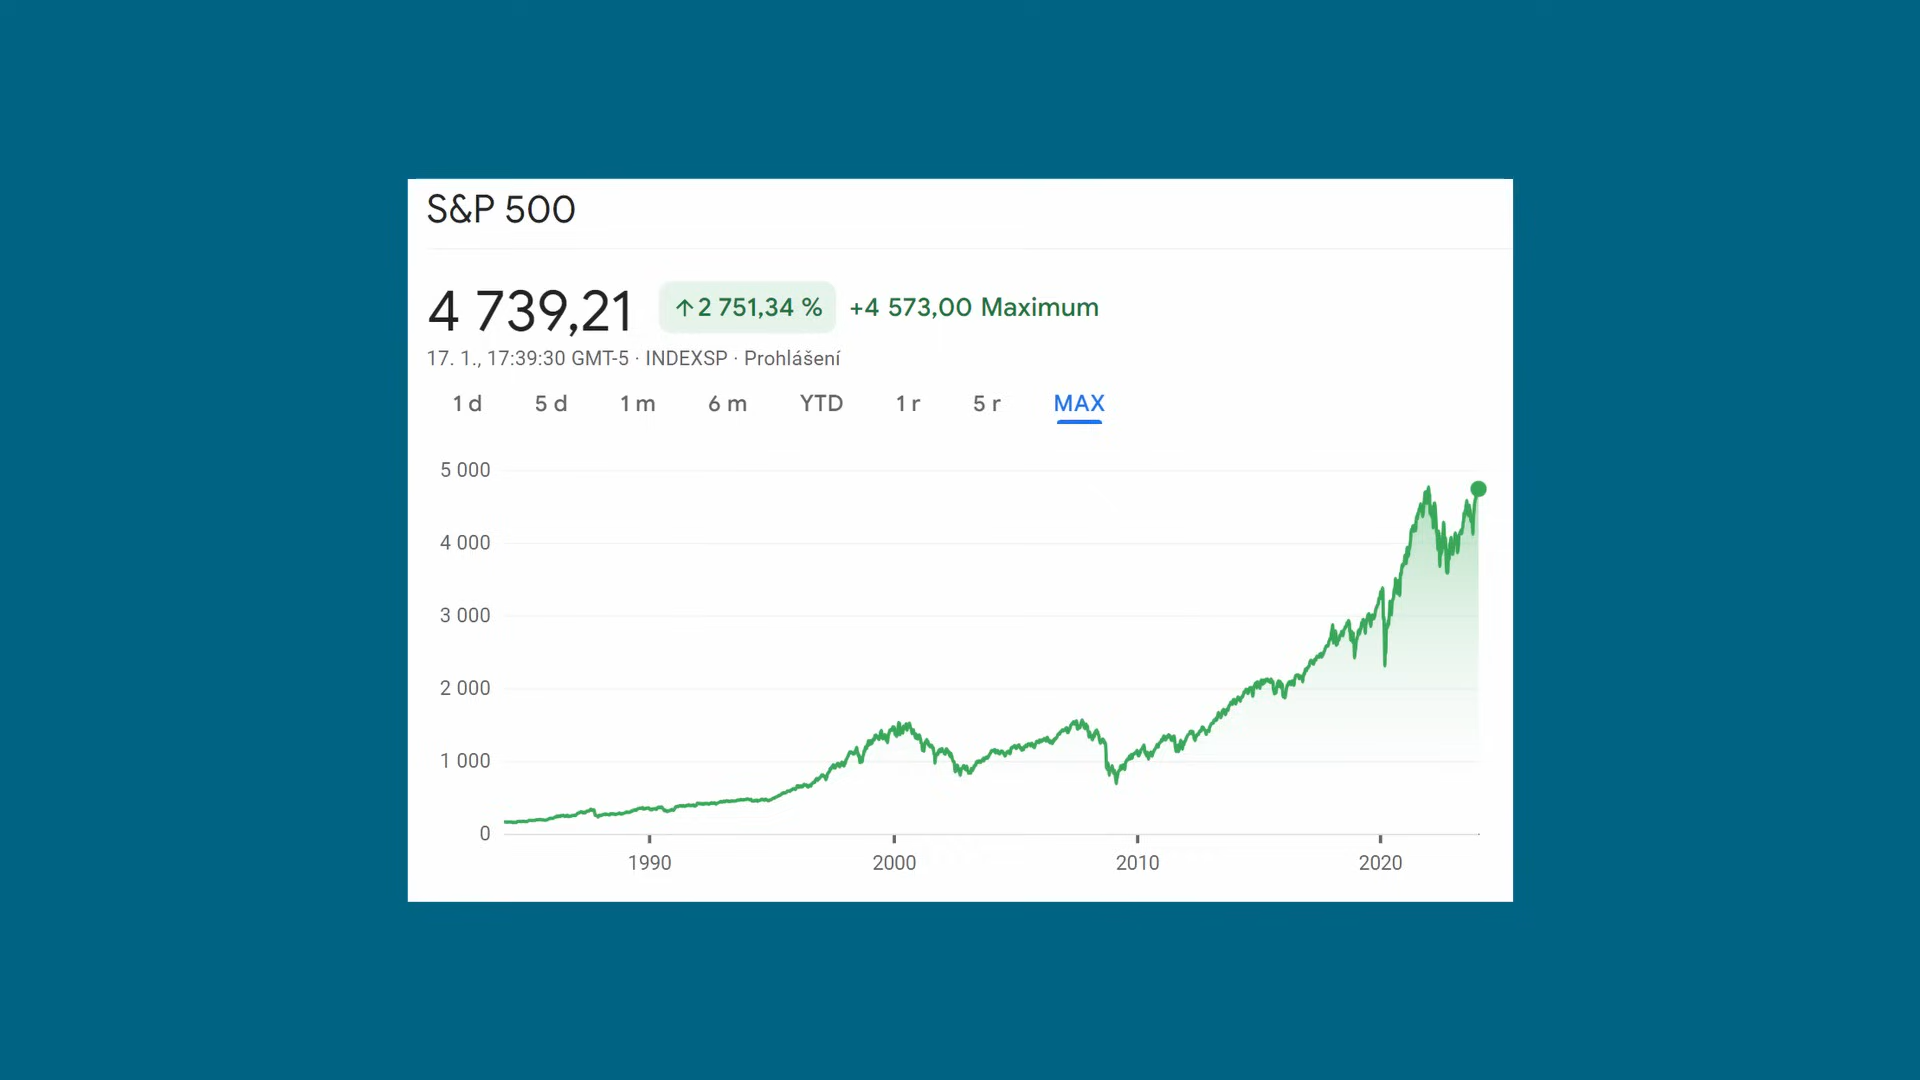 S&P 500
4 739,21 ↑2 751,34 % +4 573,00 Maximum
17. 1., 17:39:30 GMT-5 · INDEXSP · Prohlášení
1 d 5 d 1 m 6 m YTD 1 r 5 r MAX
5 000
4 000
3 000
2 000
1 000
0
1990 2000 2010 2020